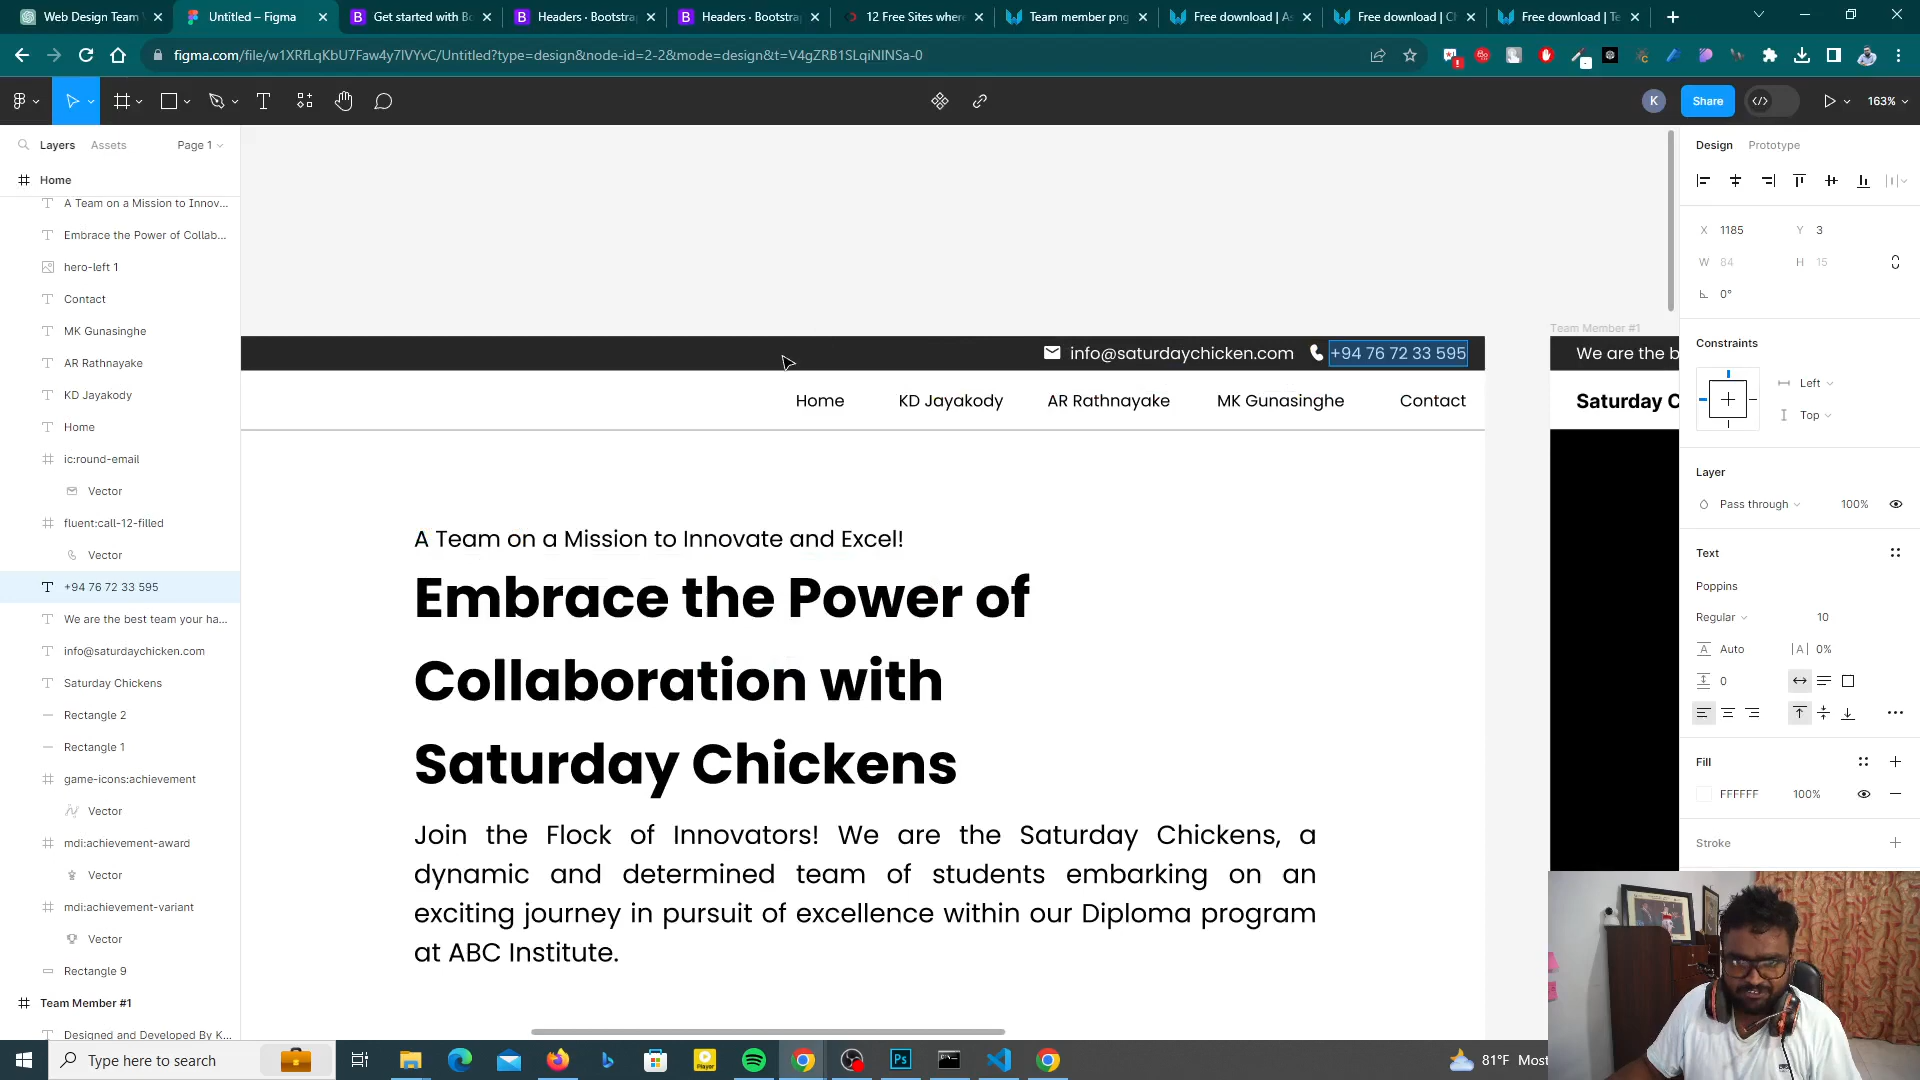 Web Design Team
Untitled – Figma
Get started with Bo
Headers · Bootstra
Headers · Bootstrap
12 Free Sites where
Team member png
Free download | A
Free download | C
Free download | Te
figma.com/file/w1XRfLqKbU7Faw4y7lVYvC/Untitled?type=design&node-id=2-2&mode=design&t=V4gZRB1SLqiNlNSa-0
K
Share
163%
Layers
Assets
Page 1
Home
A Team on a Mission to Innov...
Embrace the Power of Collab...
hero-left 1
Contact
MK Gunasinghe
AR Rathnayake
KD Jayakody
Home
ic:round-email
Vector
fluent:call-12-filled
Vector
+94 76 72 33 595
We are the best team your ha...
info@saturdaychicken.com
Saturday Chickens
Rectangle 2
Rectangle 1
game-icons:achievement
Vector
mdi:achievement-award
Vector
mdi:achievement-variant
Vector
Rectangle 9
Team Member #1
Designed and Developed By K...
info@saturdaychicken.com
+94 76 72 33 595
Home
KD Jayakody
AR Rathnayake
MK Gunasinghe
Contact
A Team on a Mission to Innovate and Excel!
Embrace the Power of
Collaboration with
Saturday Chickens
Join the Flock of Innovators! We are the Saturday Chickens, a
dynamic and determined team of students embarking on an
exciting journey in pursuit of excellence within our Diploma program
at ABC Institute.
Team Member #1
We are the b
Saturday C
Design
Prototype
X 1185
Y 3
W 84
H 15
0°
Constraints
Left
Top
Layer
Pass through
100%
Text
Poppins
Regular
10
A Auto
|A| 0%
0
Fill
FFFFFF
100%
Stroke
Type here to search
Player
Ps
81°F Most